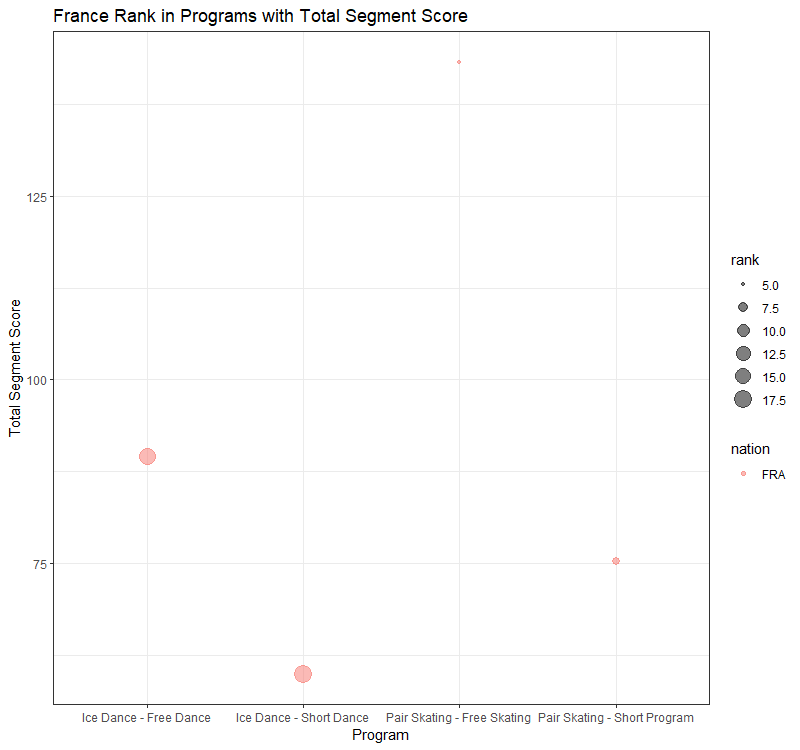 France Rank in Programs with Total Segment Score
Total Segment Score
125
100
75
Ice Dance - Free Dance
Ice Dance - Short Dance
Pair Skating - Free Skating
Pair Skating - Short Program
Program
rank
5.0
7.5
10.0
12.5
15.0
17.5
nation
FRA